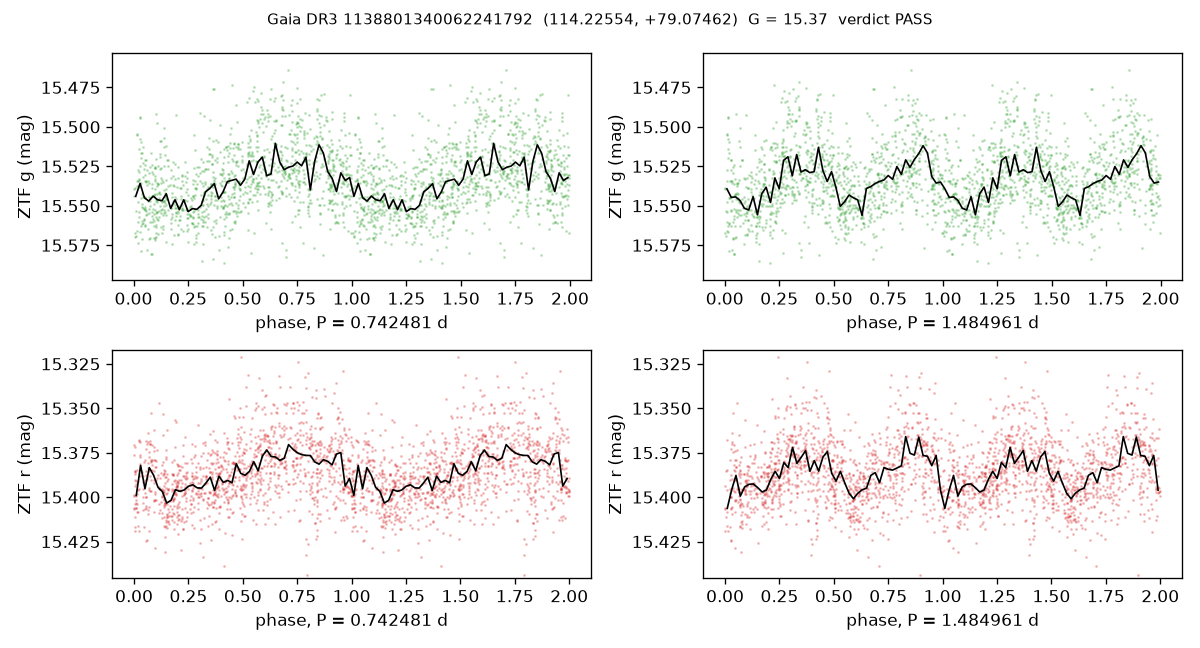 Gaia DR3 1138801340062241792 (114.22554, +79.07462) G = 15.37 verdict PASS
ZTF g (mag)
15.475
15.500
15.525
15.550
15.575
0.00 0.25 0.50 0.75 1.00 1.25 1.50 1.75 2.00
phase, P = 0.742481 d
ZTF g (mag)
15.475
15.500
15.525
15.550
15.575
0.00 0.25 0.50 0.75 1.00 1.25 1.50 1.75 2.00
phase, P = 1.484961 d
ZTF r (mag)
15.325
15.350
15.375
15.400
15.425
0.00 0.25 0.50 0.75 1.00 1.25 1.50 1.75 2.00
phase, P = 0.742481 d
ZTF r (mag)
15.325
15.350
15.375
15.400
15.425
0.00 0.25 0.50 0.75 1.00 1.25 1.50 1.75 2.00
phase, P = 1.484961 d